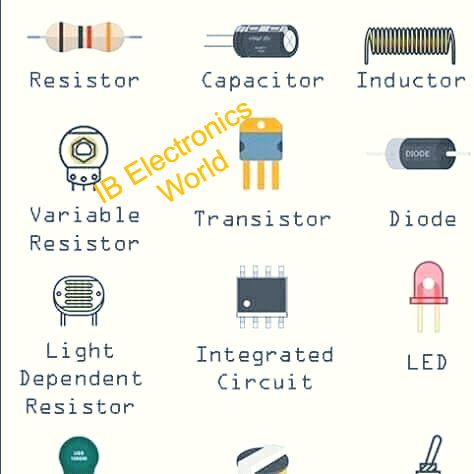 Resistor
Capacitor
Inductor
IB Electronics
World
DIODE
Variable
Resistor
Transistor
Diode
Light
Dependent
Resistor
Integrated
Circuit
LED